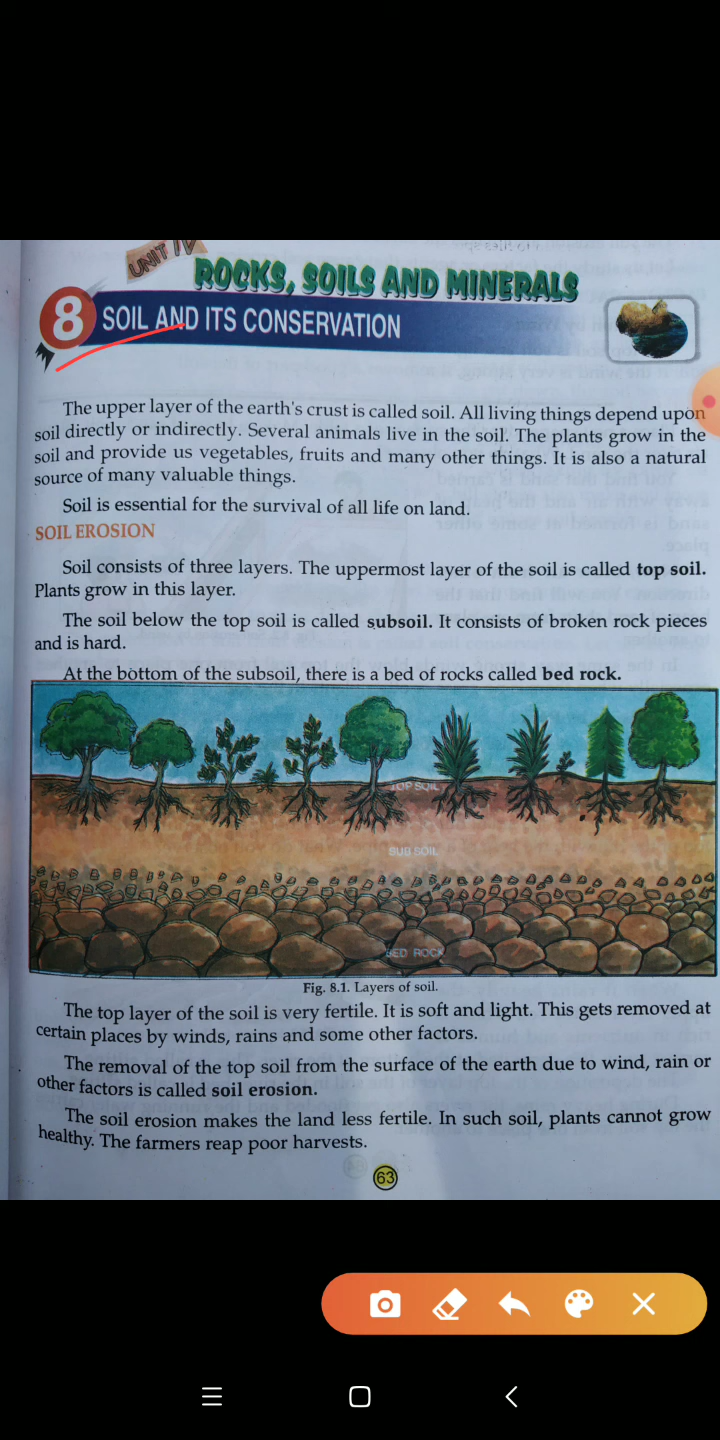 UNIT IV
ROCKS, SOILS AND MINERALS
8 SOIL AND ITS CONSERVATION
The upper layer of the earth's crust is called soil. All living things depend upon
soil directly or indirectly. Several animals live in the soil. The plants grow in the
soil and provide us vegetables, fruits and many other things. It is also a natural
source of many valuable things.
Soil is essential for the survival of all life on land.
SOIL EROSION
Soil consists of three layers. The uppermost layer of the soil is called top soil.
Plants grow in this layer.
The soil below the top soil is called subsoil. It consists of broken rock pieces
and is hard.
At the bottom of the subsoil, there is a bed of rocks called bed rock.
TOP SOIL
SUB SOIL
BED ROCK
Fig. 8.1. Layers of soil.
The top layer of the soil is very fertile. It is soft and light. This gets removed at
certain places by winds, rains and some other factors.
The removal of the top soil from the surface of the earth due to wind, rain or
other factors is called soil erosion.
The soil erosion makes the land less fertile. In such soil, plants cannot grow
healthy. The farmers reap poor harvests.
63